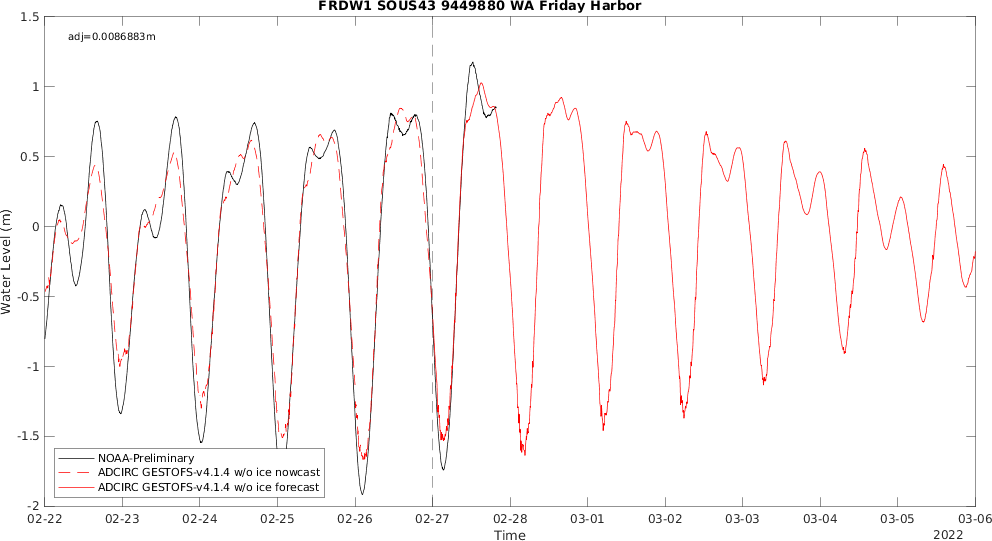 FRDW1 SOUS43 9449880 WA Friday Harbor
adj=0.0086883m
1.5
1
0.5
0
-0.5
-1
-1.5
-2
Water Level (m)
NOAA-Preliminary
ADCIRC GESTOFS-v4.1.4 w/o ice nowcast
ADCIRC GESTOFS-v4.1.4 w/o ice forecast
02-22 02-23 02-24 02-25 02-26 02-27 02-28 03-01 03-02 03-03 03-04 03-05 03-06
Time
2022